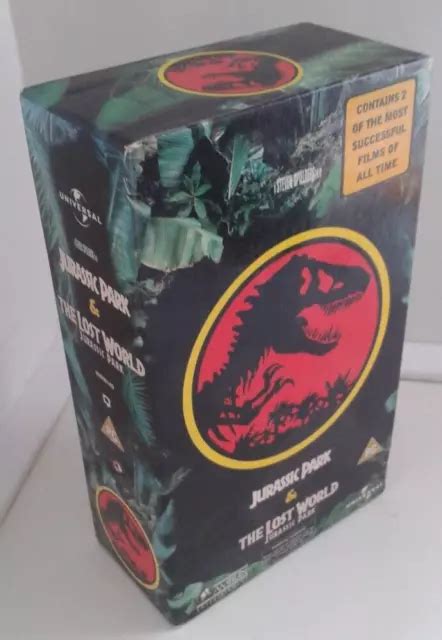 CONTAINS 2
OF THE MOST
SUCCESSFUL
FILMS OF
ALL TIME
JURASSIC PARK
&
THE LOST WORLD
JURASSIC PARK
UNIVERSAL
UNIVERSAL
JURASSIC PARK
&
THE LOST WORLD
JURASSIC PARK